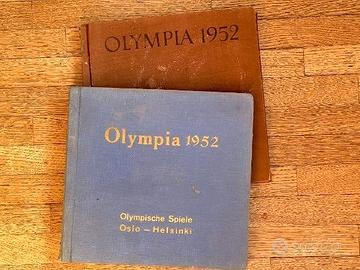 OLYMPIA 1952
Olympia 1952
Olympische Spiele
Oslo – Helsinki